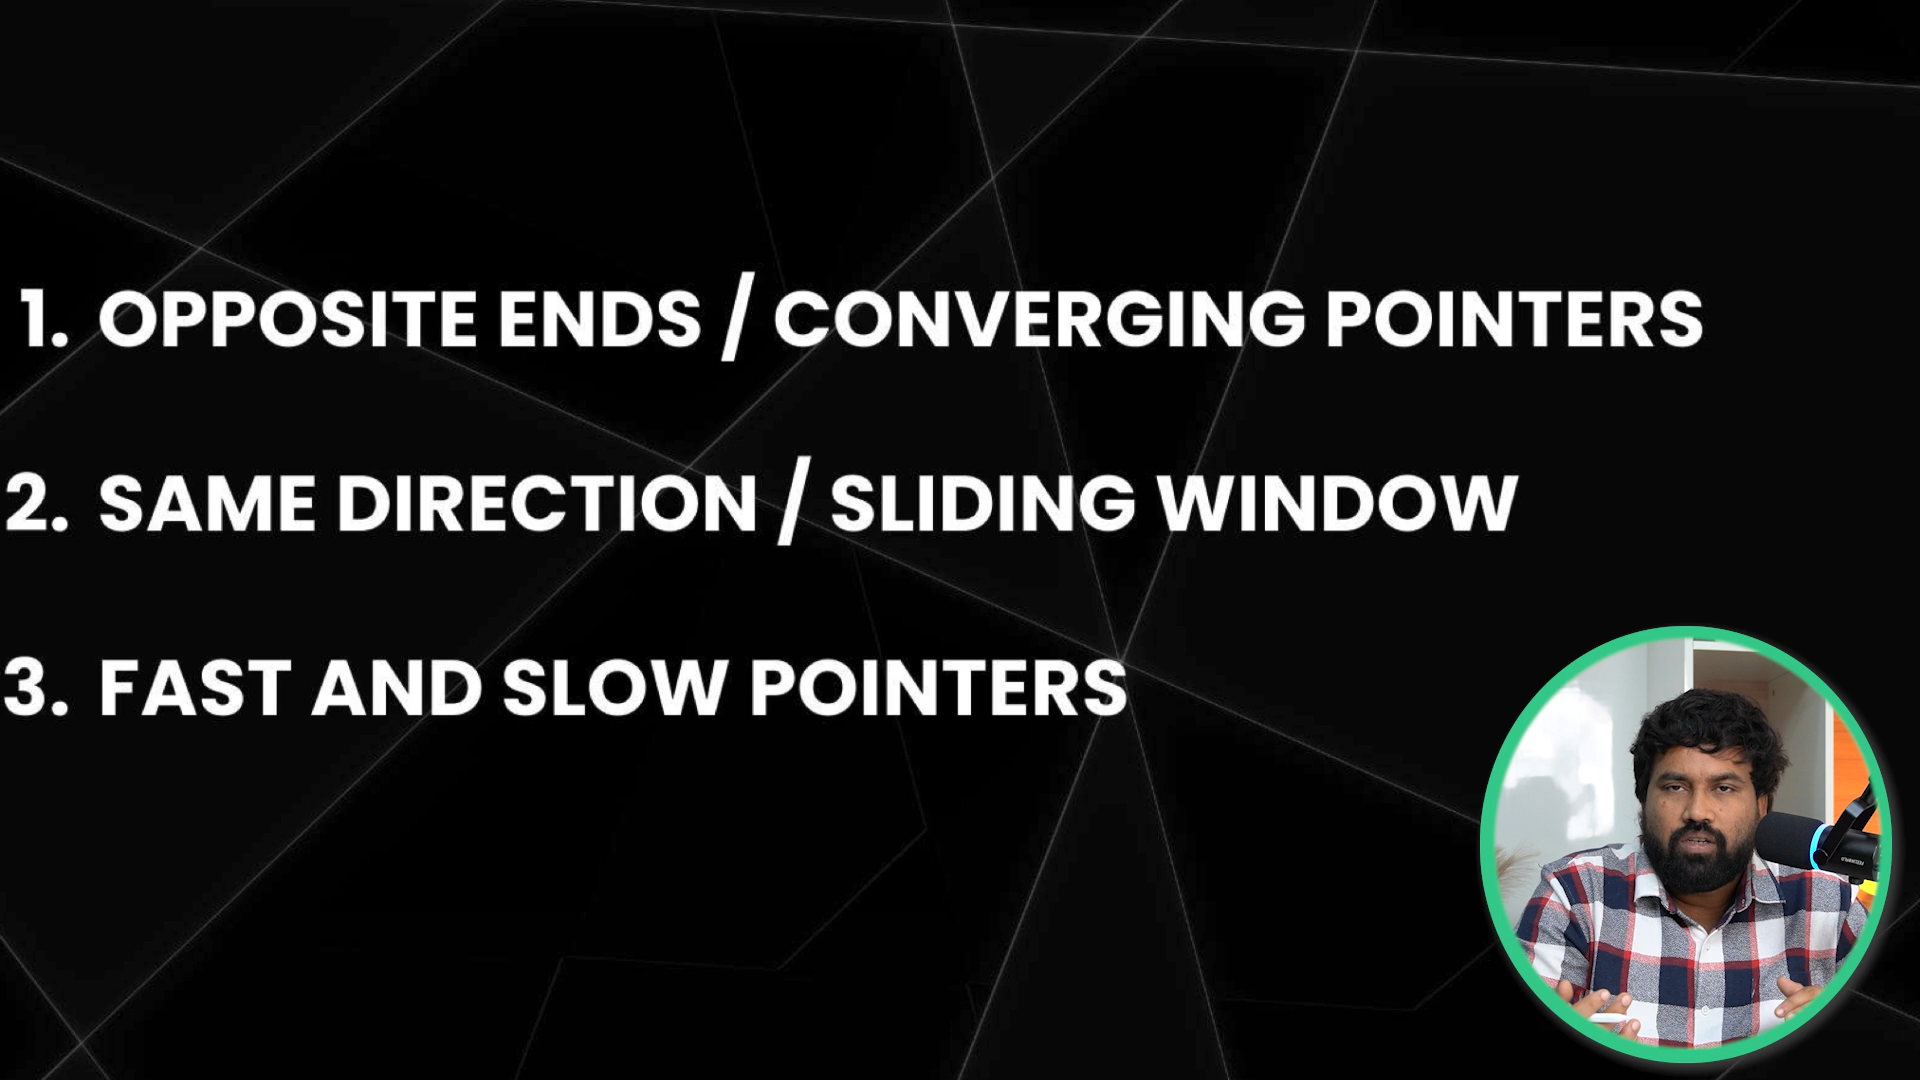 1. OPPOSITE ENDS / CONVERGING POINTERS
2. SAME DIRECTION / SLIDING WINDOW
3. FAST AND SLOW POINTERS